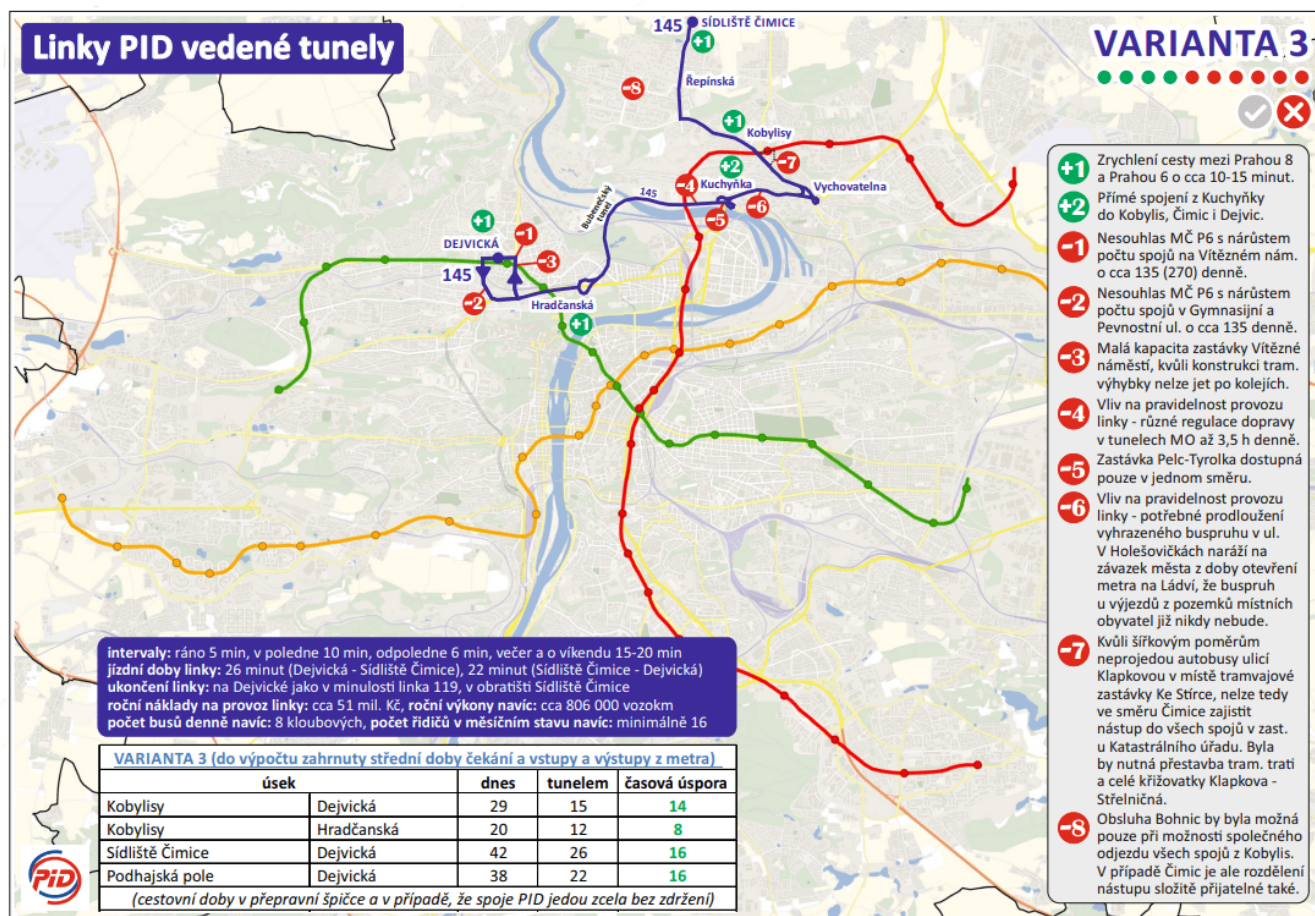 Linky PID vedené tunely
VARIANTA 3
145
SÍDLIŠTĚ ČIMICE
+1
Řepínská
-8
+1
Kobylisy
-7
+2
-4
Kuchyňka
Vychovatelna
145
-5
-6
Bubenečský
tunel
+1
-1
DEJVICKÁ
-3
145
-2
Hradčanská
+1
+1 Zrychlení cesty mezi Prahou 8
a Prahou 6 o cca 10-15 minut.
+2 Přímé spojení z Kuchyňky
do Kobylis, Čimic i Dejvic.
-1 Nesouhlas MČ P6 s nárůstem
počtu spojů na Vítězném nám.
o cca 135 (270) denně.
-2 Nesouhlas MČ P6 s nárůstem
počtu spojů v Gymnasijní a
Pevnostní ul. o cca 135 denně.
-3 Malá kapacita zastávky Vítězné
náměstí, kvůli konstrukci tram.
výhybky nelze jet po kolejích.
-4 Vliv na pravidelnost provozu
linky - různé regulace dopravy
v tunelech MO až 3,5 h denně.
-5 Zastávka Pelc-Tyrolka dostupná
pouze v jednom směru.
-6 Vliv na pravidelnost provozu
linky - potřebné prodloužení
vyhrazeného buspruhu v ul.
V Holešovičkách naráží na
závazek města z doby otevření
metra na Ládví, že buspruh
u výjezdů z pozemků místních
obyvatel již nikdy nebude.
-7 Kvůli šířkovým poměrům
neprojedou autobusy ulicí
Klapkovou v místě tramvajové
zastávky Ke Stírce, nelze tedy
ve směru Čimice zajistit
nástup do všech spojů v zast.
u Katastrálního úřadu. Byla
by nutná přestavba tram. trati
a celé křižovatky Klapkova -
Střelničná.
-8 Obsluha Bohnic by byla možná
pouze při možnosti společného
odjezdu všech spojů z Kobylis.
V případě Čimic je ale rozdělení
nástupu složitě přijatelné také.
intervaly: ráno 5 min, v poledne 10 min, odpoledne 6 min, večer a o víkendu 15-20 min
jízdní doby linky: 26 minut (Dejvická - Sídliště Čimice), 22 minut (Sídliště Čimice - Dejvická)
ukončení linky: na Dejvické jako v minulosti linka 119, v obratišti Sídliště Čimice
roční náklady na provoz linky: cca 51 mil. Kč, roční výkony navíc: cca 806 000 vozokm
počet busů denně navíc: 8 kloubových, počet řidičů v měsíčním stavu navíc: minimálně 16
VARIANTA 3 (do výpočtu zahrnuty střední doby čekání a vstupy a výstupy z metra)
úsek dnes tunelem časová úspora
Kobylisy Dejvická 29 15 14
Kobylisy Hradčanská 20 12 8
Sídliště Čimice Dejvická 42 26 16
Podhajská pole Dejvická 38 22 16
(cestovní doby v přepravní špičce a v případě, že spoje PID jedou zcela bez zdržení)
PID